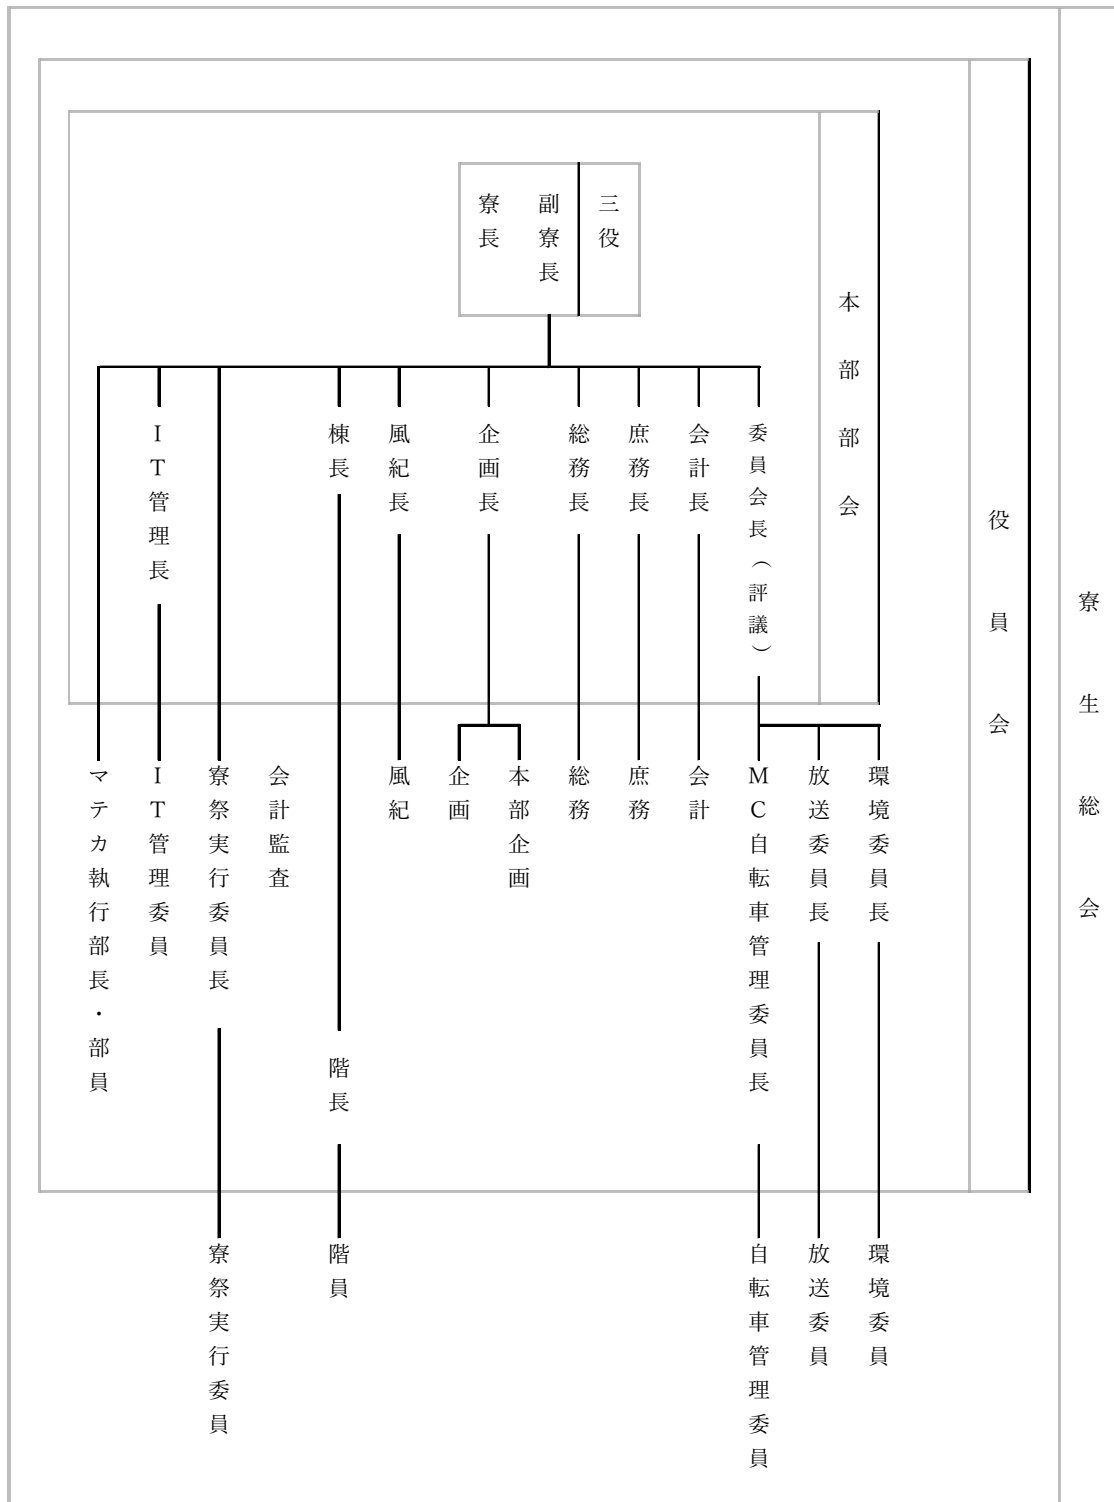 寮生総会
役員会
本部部会
三役
副寮長
寮長
委員会長（評議）
会計長
庶務長
総務長
企画長
風紀長
棟長
IT管理長
環境委員長
放送委員長
MC自転車管理委員長
会計
庶務
総務
本部企画
企画
風紀
階長
会計監査
寮祭実行委員長
IT管理委員
マテカ執行部長・部員
環境委員
放送委員
自転車管理委員
階員
寮祭実行委員